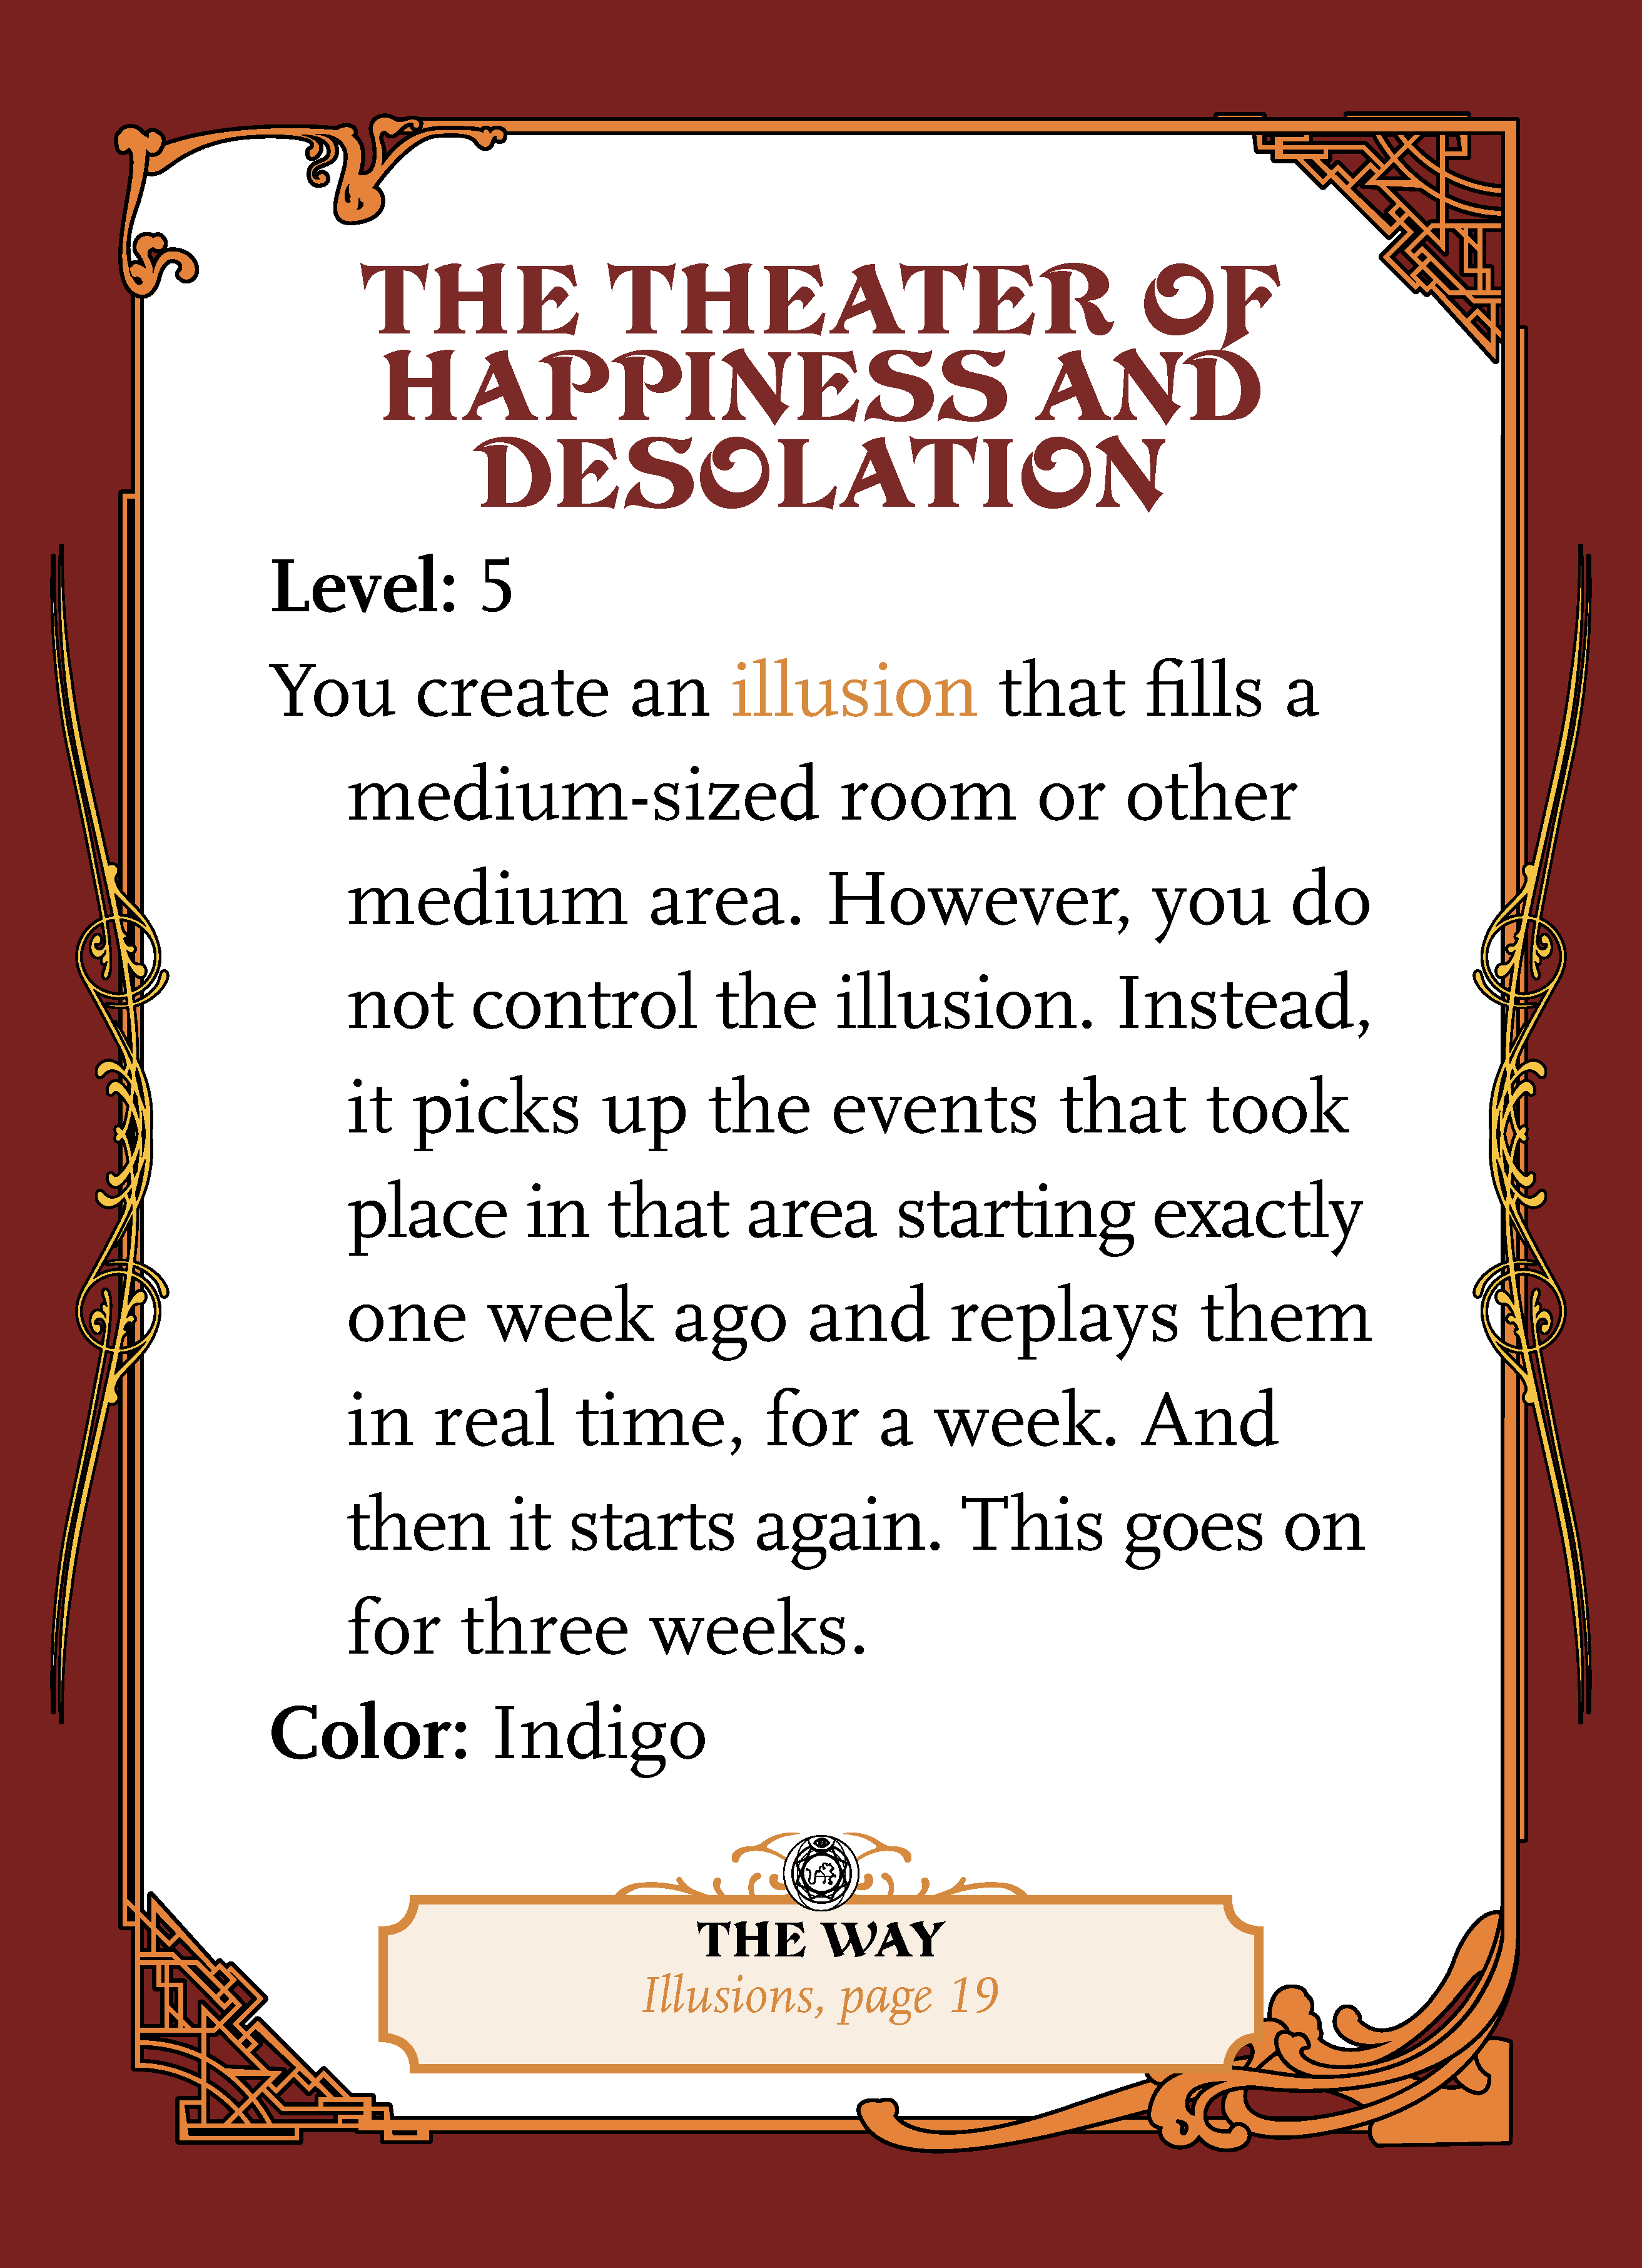 THE THEATER OF
HAPPINESS AND
DESOLATION
Level: 5
You create an illusion that fills a
medium-sized room or other
medium area. However, you do
not control the illusion. Instead,
it picks up the events that took
place in that area starting exactly
one week ago and replays them
in real time, for a week. And
then it starts again. This goes on
for three weeks.
Color: Indigo
THE WAY
Illusions, page 19